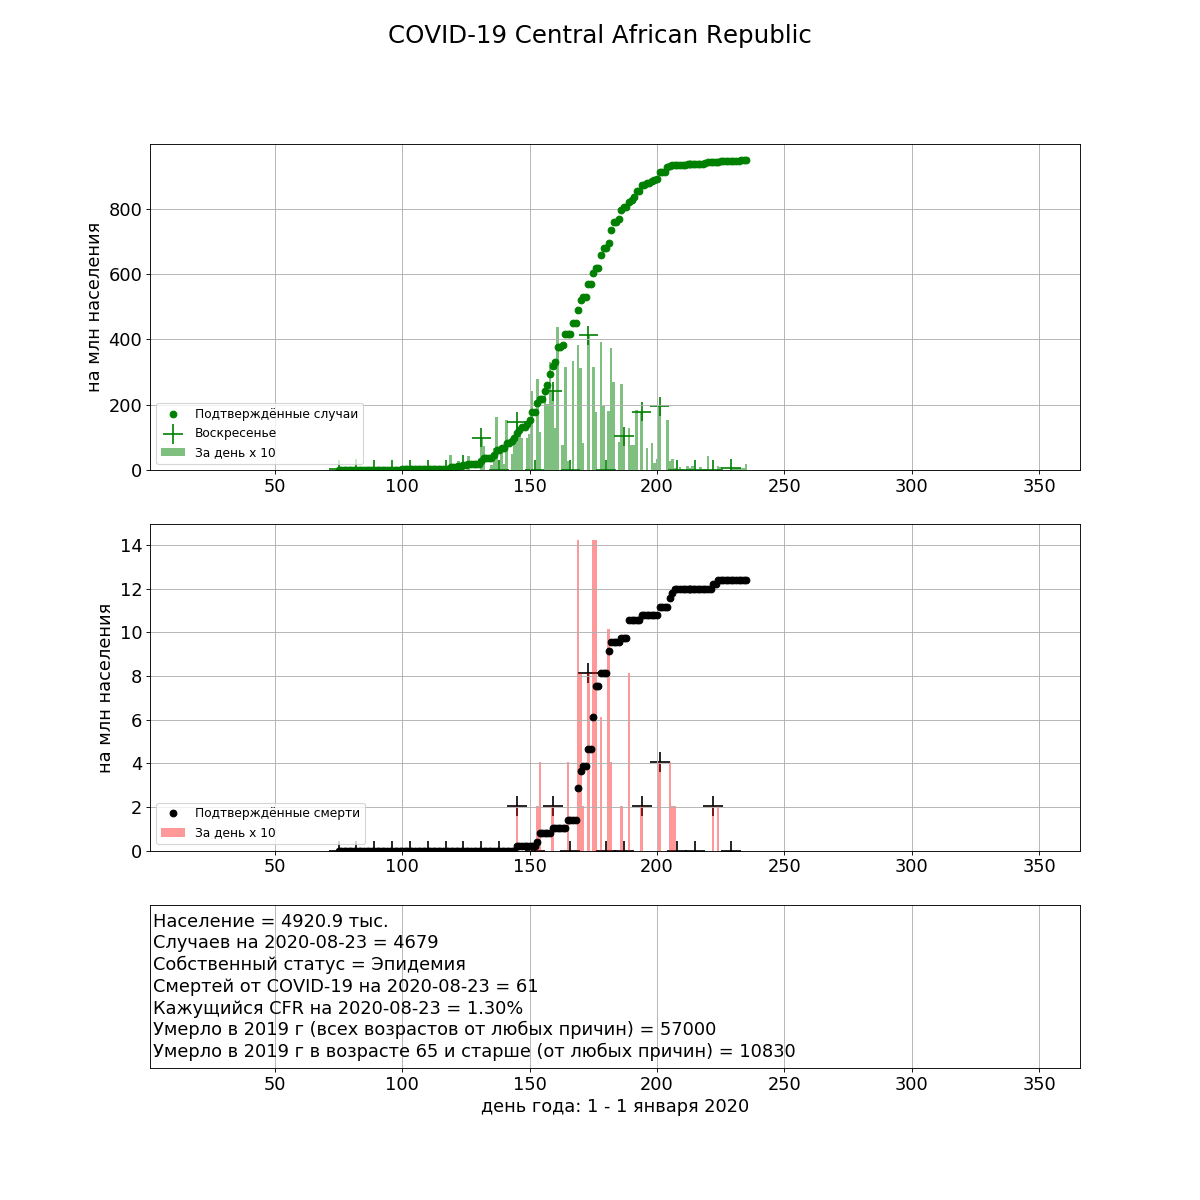 COVID-19 Central African Republic
на млн населения
800
600
400
200
0
Подтверждённые случаи
Воскресенье
За день x 10
50 100 150 200 250 300 350
на млн населения
14
12
10
8
6
4
2
0
Подтверждённые смерти
За день x 10
50 100 150 200 250 300 350
Население = 4920.9 тыс.
Случаев на 2020-08-23 = 4679
Собственный статус = Эпидемия
Смертей от COVID-19 на 2020-08-23 = 61
Кажущийся CFR на 2020-08-23 = 1.30%
Умерло в 2019 г (всех возрастов от любых причин) = 57000
Умерло в 2019 г в возрасте 65 и старше (от любых причин) = 10830
50 100 150 200 250 300 350
день года: 1 - 1 января 2020